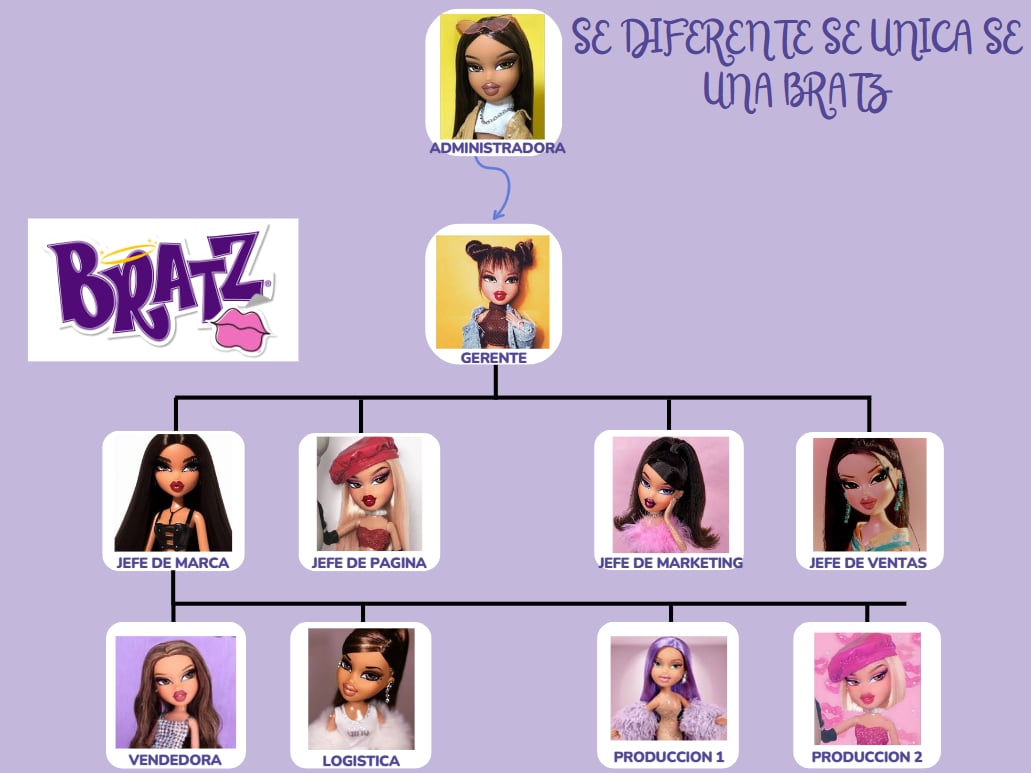 SE DIFERENTE SE UNICA SE
UNA BRATZ
ADMINISTRADORA
BRATZ
GERENTE
JEFE DE MARCA
JEFE DE PAGINA
JEFE DE MARKETING
JEFE DE VENTAS
VENDEDORA
LOGISTICA
PRODUCCION 1
PRODUCCION 2